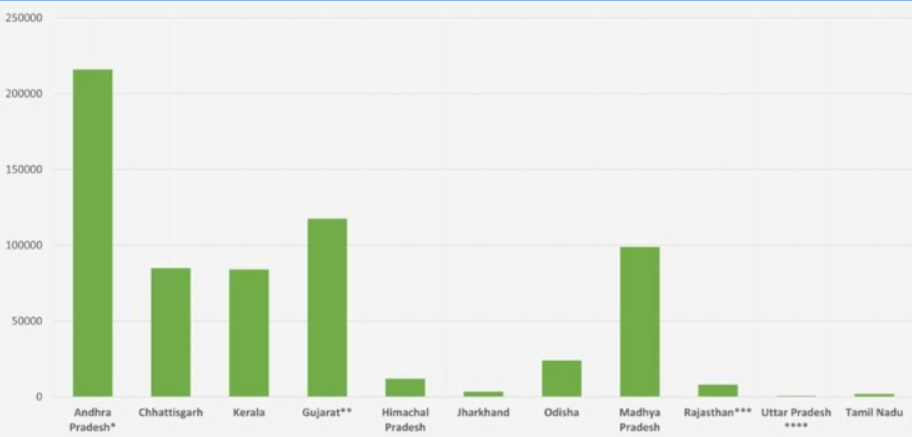 250000
200000
150000
100000
50000
0
Andhra
Pradesh*
Chhattisgarh
Kerala
Gujarat**
Himachal
Pradesh
Jharkhand
Odisha
Madhya
Pradesh
Rajasthan***
Uttar Pradesh
****
Tamil Nadu